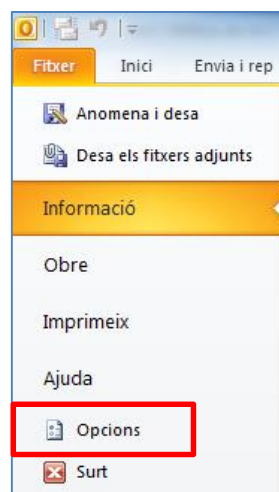 Fitxer Inici Envia i rep
Anomena i desa
Desa els fitxers adjunts
Informació
Obre
Imprimeix
Ajuda
Opcions
Surt